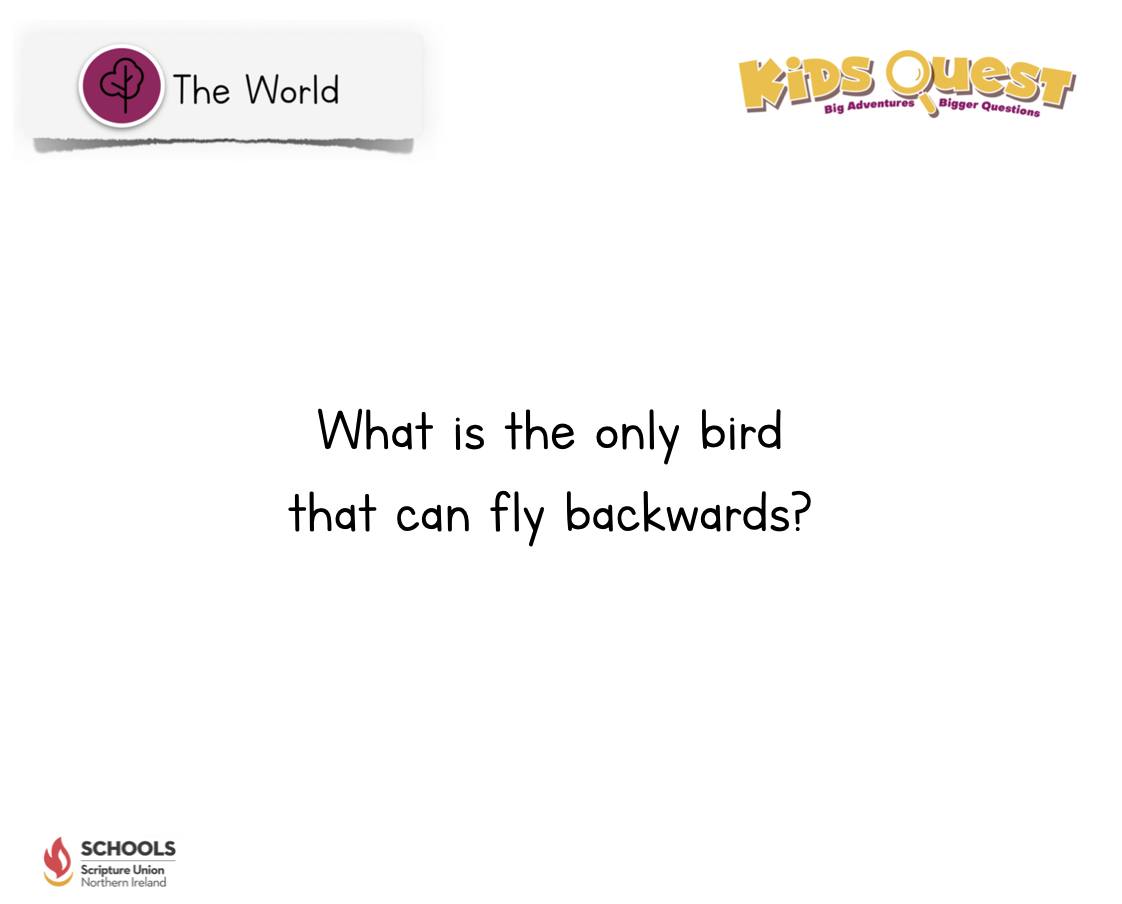 The World
KiDS QUEST
Big Adventures Bigger Questions
What is the only bird
that can fly backwards?
SCHOOLS
Scripture Union
Northern Ireland